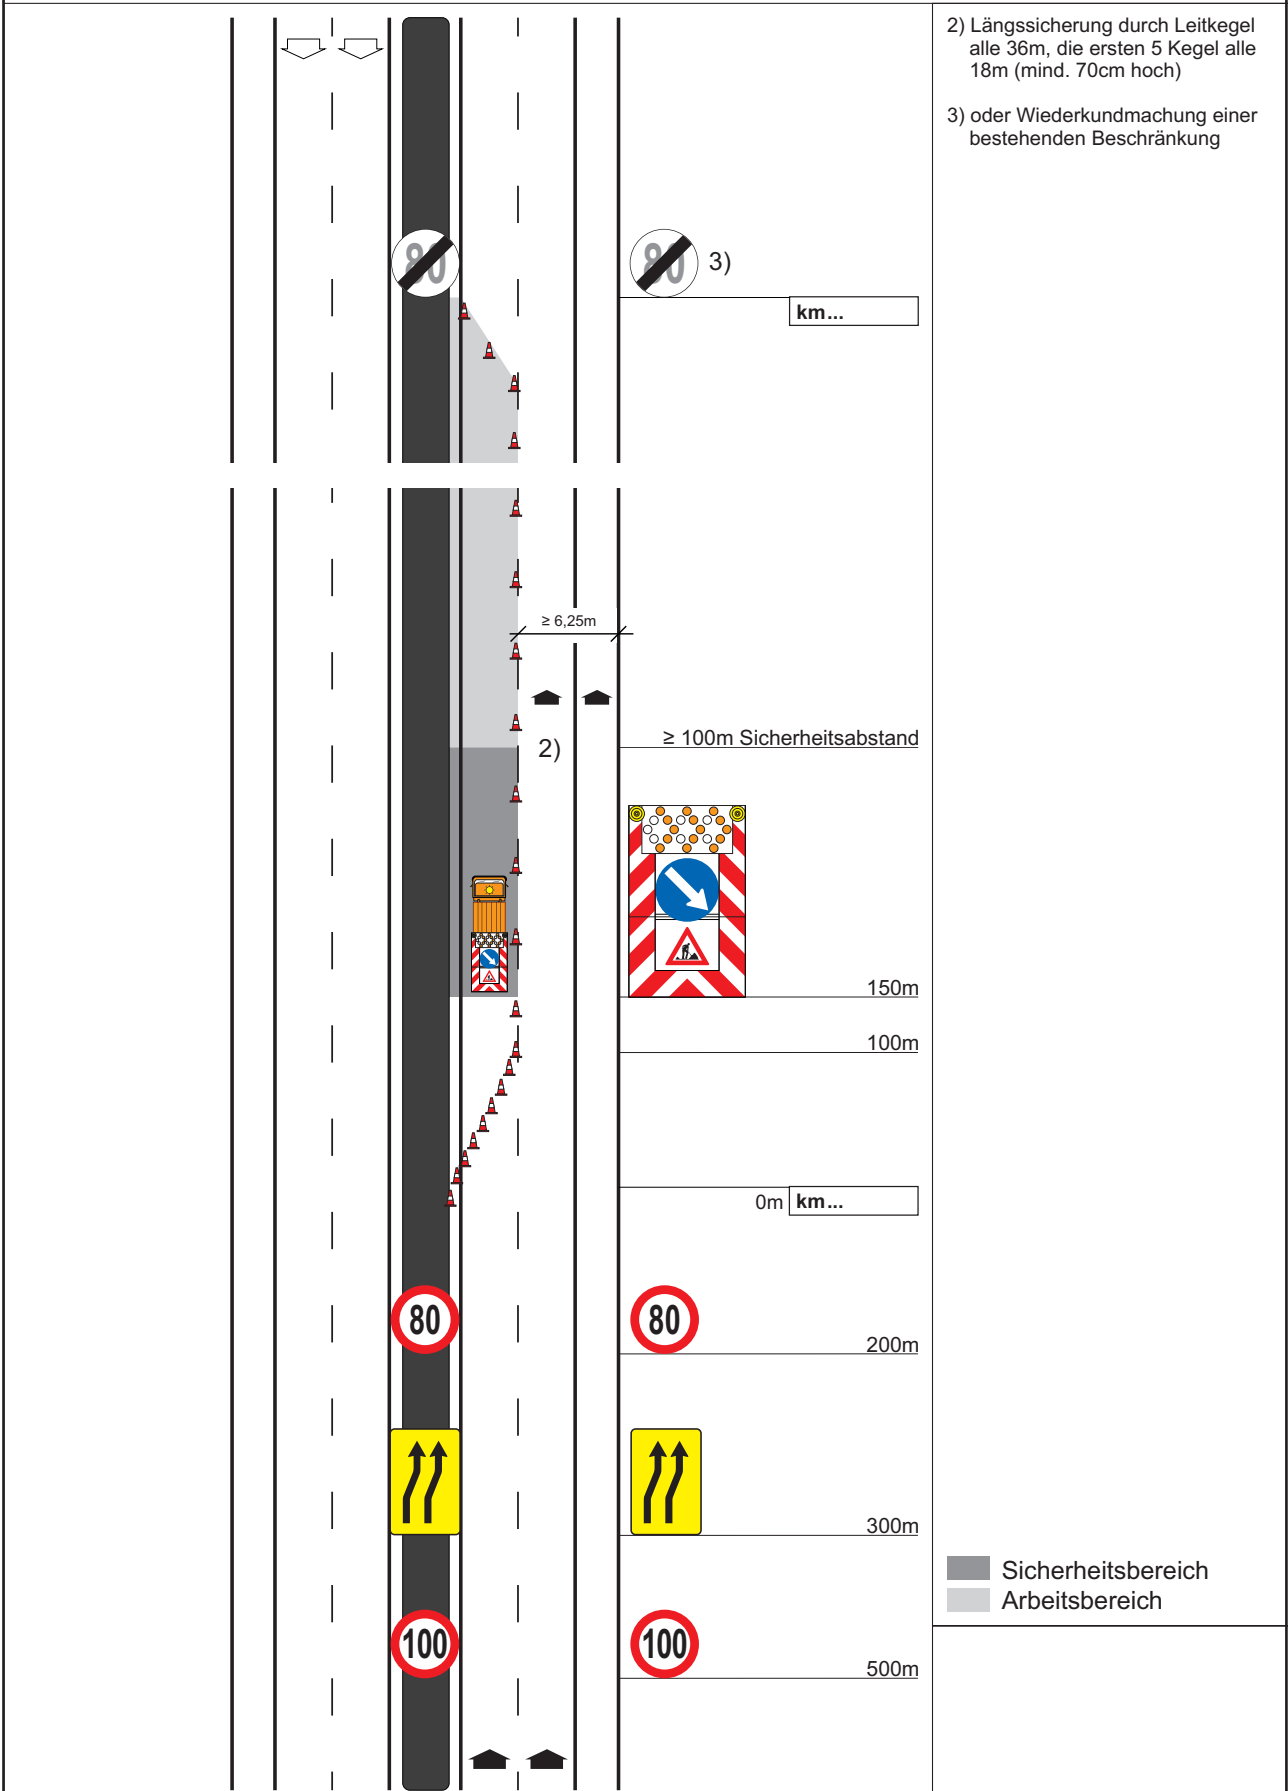 2) Längssicherung durch Leitkegel
alle 36m, die ersten 5 Kegel alle
18m (mind. 70cm hoch)
3) oder Wiederkundmachung einer
bestehenden Beschränkung
80
80
3)
km...
≥ 6,25m
≥ 100m Sicherheitsabstand
2)
150m
100m
0m km...
80
80
200m
300m
Sicherheitsbereich
Arbeitsbereich
100
100
500m